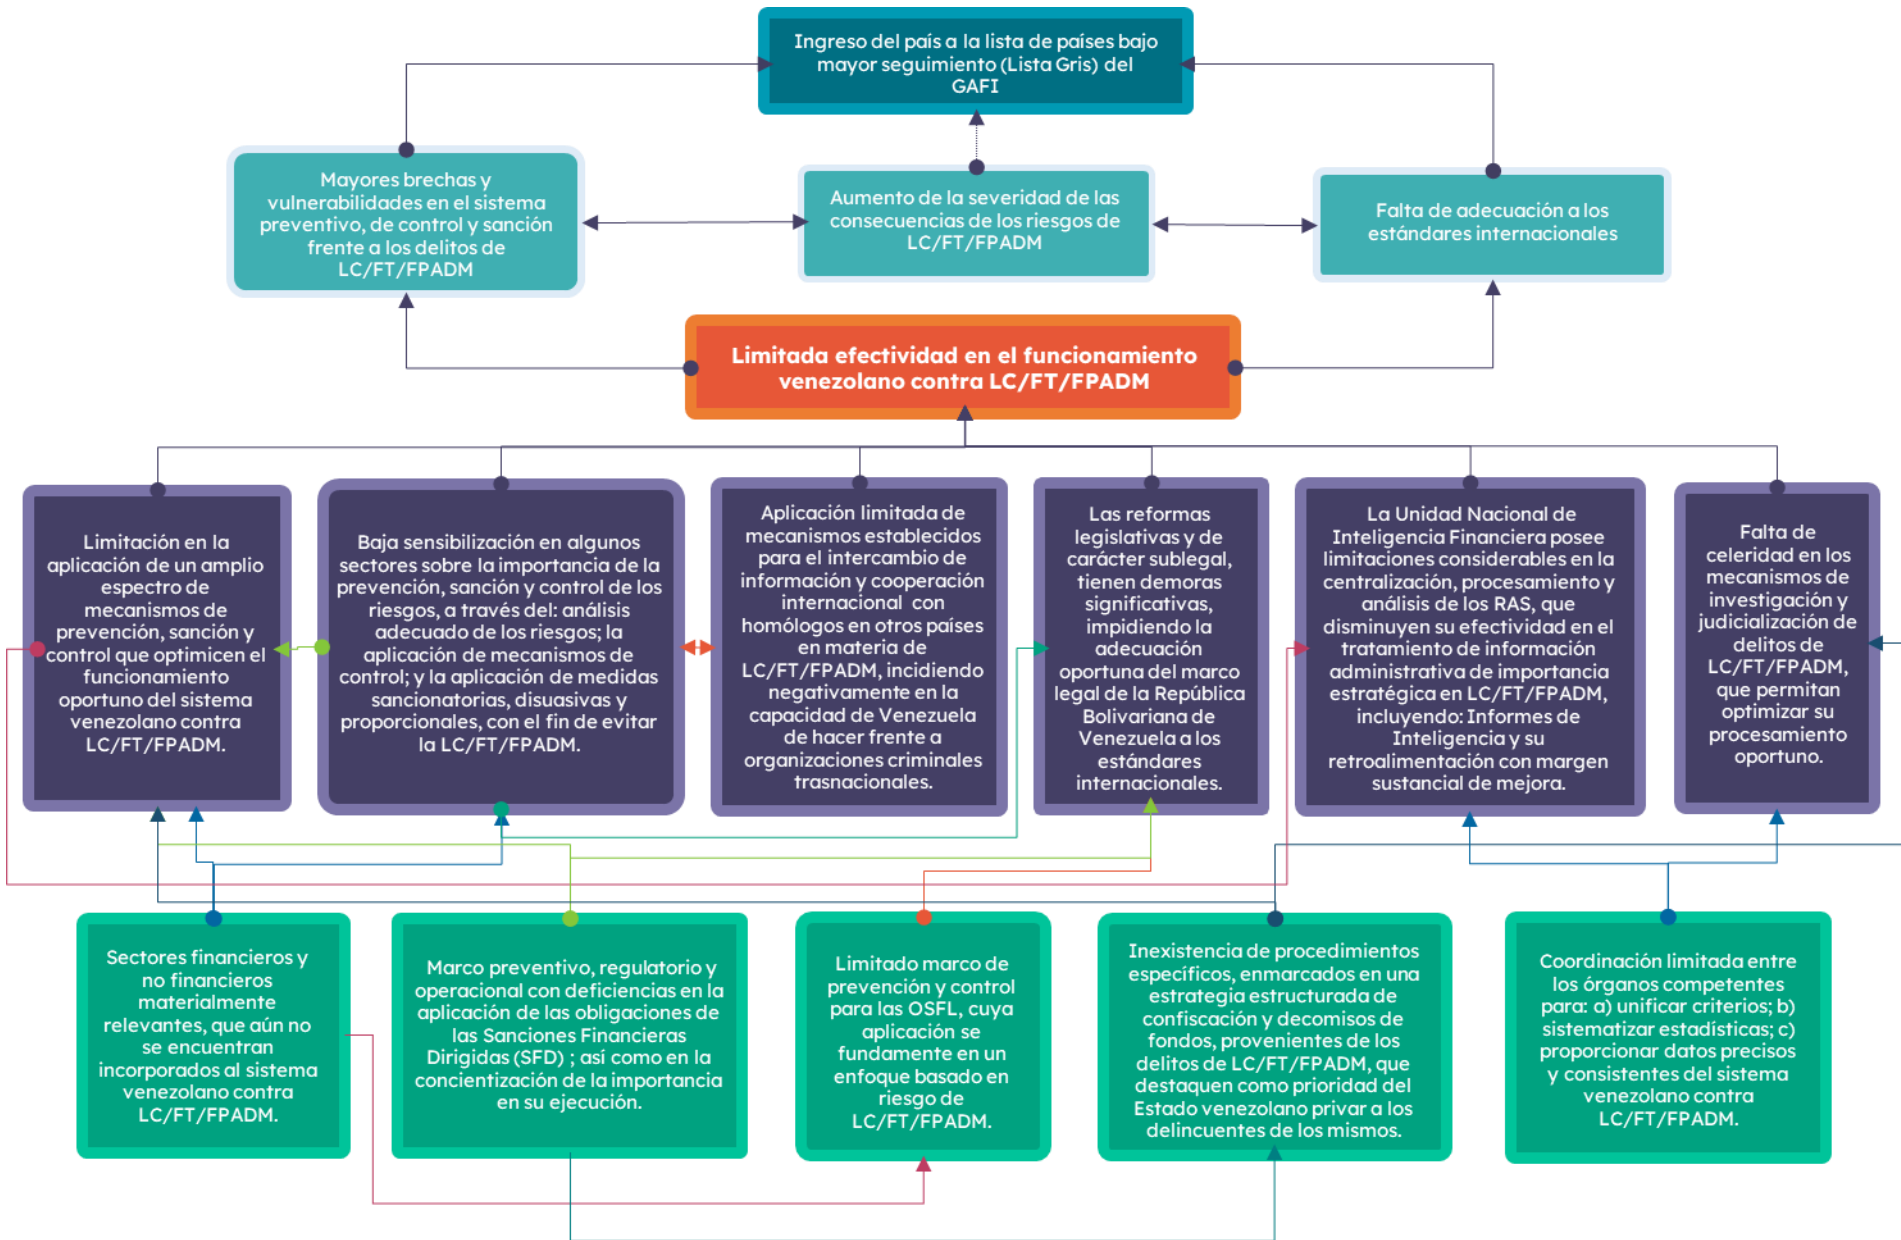 Ingreso del país a la lista de países bajo
mayor seguimiento (Lista Gris) del
GAFI
Mayores brechas y
vulnerabilidades en el sistema
preventivo, de control y sanción
frente a los delitos de
LC/FT/FPADM
Aumento de la severidad de las
consecuencias de los riesgos de
LC/FT/FPADM
Falta de adecuación a los
estándares internacionales
Limitada efectividad en el funcionamiento
venezolano contra LC/FT/FPADM
Limitación en la
aplicación de un amplio
espectro de
mecanismos de
prevención, sanción y
control que optimicen el
funcionamiento
oportuno del sistema
venezolano contra
LC/FT/FPADM.
Baja sensibilización en algunos
sectores sobre la importancia de la
prevención, sanción y control de los
riesgos, a través del: análisis
adecuado de los riesgos; la
aplicación de mecanismos de
control; y la aplicación de medidas
sancionatorias, disuasivas y
proporcionales, con el fin de evitar
la LC/FT/FPADM.
Aplicación limitada de
mecanismos establecidos
para el intercambio de
información y cooperación
internacional con
homólogos en otros países
en materia de
LC/FT/FPADM, incidiendo
negativamente en la
capacidad de Venezuela
de hacer frente a
organizaciones criminales
trasnacionales.
Las reformas
legislativas y de
carácter sublegal,
tienen demoras
significativas,
impidiendo la
adecuación
oportuna del marco
legal de la República
Bolivariana de
Venezuela a los
estándares
internacionales.
La Unidad Nacional de
Inteligencia Financiera posee
limitaciones considerables en la
centralización, procesamiento y
análisis de los RAS, que
disminuyen su efectividad en el
tratamiento de información
administrativa de importancia
estratégica en LC/FT/FPADM,
incluyendo: Informes de
Inteligencia y su
retroalimentación con margen
sustancial de mejora.
Falta de
celeridad en los
mecanismos de
investigación y
judicialización de
delitos de
LC/FT/FPADM,
que permitan
optimizar su
procesamiento
oportuno.
Sectores financieros y
no financieros
materialmente
relevantes, que aún no
se encuentran
incorporados al sistema
venezolano contra
LC/FT/FPADM.
Marco preventivo, regulatorio y
operacional con deficiencias en la
aplicación de las obligaciones de
las Sanciones Financieras
Dirigidas (SFD) ; así como en la
concientización de la importancia
en su ejecución.
Limitado marco de
prevención y control
para las OSFL, cuya
aplicación se
fundamente en un
enfoque basado en
riesgo de
LC/FT/FPADM.
Inexistencia de procedimientos
específicos, enmarcados en una
estrategia estructurada de
confiscación y decomisos de
fondos, provenientes de los
delitos de LC/FT/FPADM, que
destaquen como prioridad del
Estado venezolano privar a los
delincuentes de los mismos.
Coordinación limitada entre
los órganos competentes
para: a) unificar criterios; b)
sistematizar estadísticas; c)
proporcionar datos precisos
y consistentes del sistema
venezolano contra
LC/FT/FPADM.